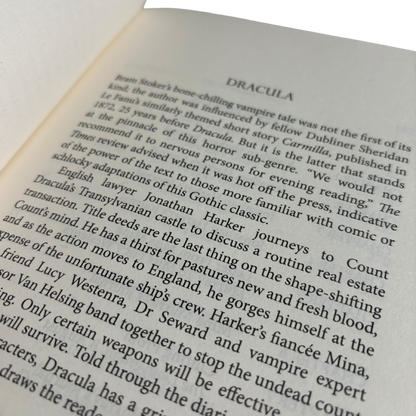 DRACULA
Bram Stoker's bone-chilling vampire tale was not the first of its
kind, the author was influenced by fellow Dubliner Sheridan
Le Fanu's similarly themed short story Carmilla, published in
1872, 25 years before Dracula. But it is the latter that stands
at the pinnacle of this horror sub-genre. "We would not
recommend it to nervous persons for evening reading," The
Times review advised when it was hot off the press, indicative
of the power of the text to those more familiar with comic or
schlocky adaptations of this Gothic classic.
English lawyer Jonathan Harker journeys to Count
Dracula's Transylvanian castle to discuss a routine real estate
transaction. Title deeds are the last thing on the shape-shifting
Count's mind. He has a thirst for pastures new and fresh blood,
and as the action moves to England, he gorges himself at the
pense of the unfortunate ship's crew. Harker's fiancée Mina,
friend Lucy Westenra, Dr Seward and vampire expert
sor Van Helsing band together to stop the undead count
ing. Only certain weapons will be effective
will survive. Told through the diari
racters, Dracula has a gri
draws the reade